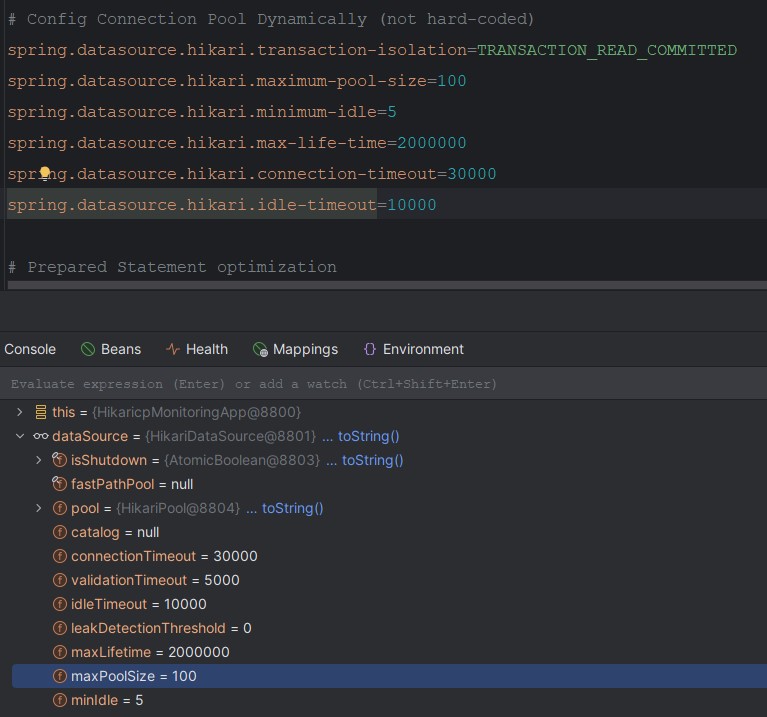 # Config Connection Pool Dynamically (not hard-coded)
spring.datasource.hikari.transaction-isolation=TRANSACTION_READ_COMMITTED
spring.datasource.hikari.maximum-pool-size=100
spring.datasource.hikari.minimum-idle=5
spring.datasource.hikari.max-life-time=2000000
spring.datasource.hikari.connection-timeout=30000
spring.datasource.hikari.idle-timeout=10000
# Prepared Statement optimization
Console Beans Health Mappings {} Environment
Evaluate expression (Enter) or add a watch (Ctrl+Shift+Enter)
this = {HikaricpMonitoringApp@8800}
dataSource = {HikariDataSource@8801} ... toString()
isShutdown = {AtomicBoolean@8803} ... toString()
fastPathPool = null
pool = {HikariPool@8804} ... toString()
catalog = null
connectionTimeout = 30000
validationTimeout = 5000
idleTimeout = 10000
leakDetectionThreshold = 0
maxLifetime = 2000000
maxPoolSize = 100
minIdle = 5